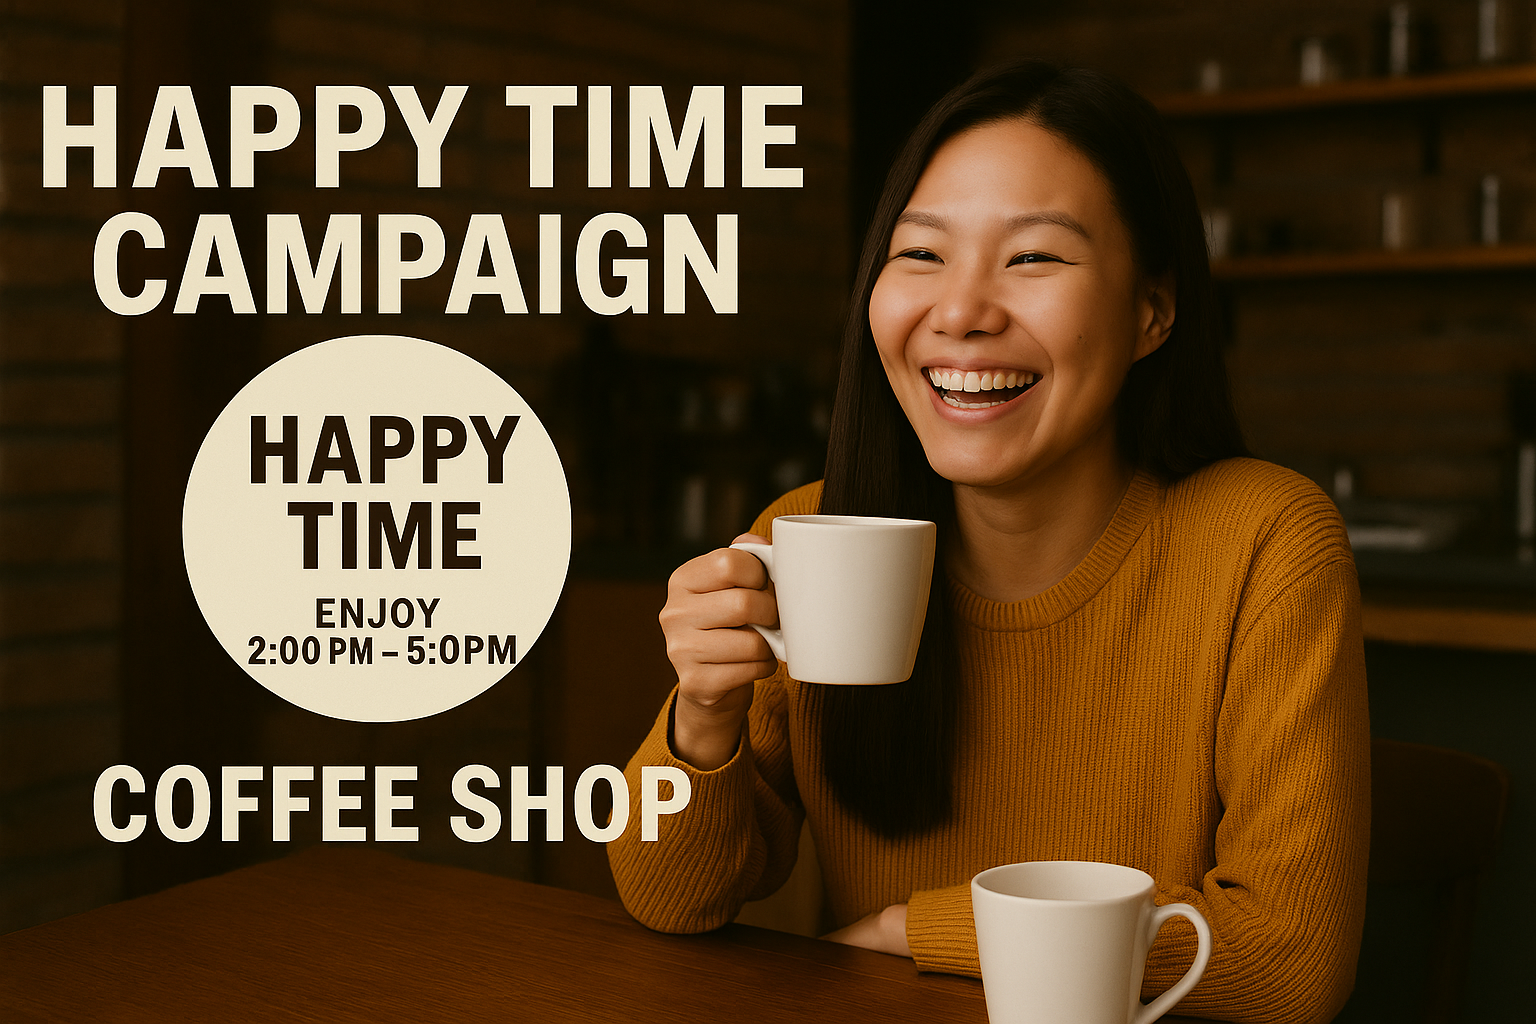 HAPPY TIME
CAMPAIGN
HAPPY
TIME
ENJOY
2:00 PM – 5:0PM
COFFEE SHOP